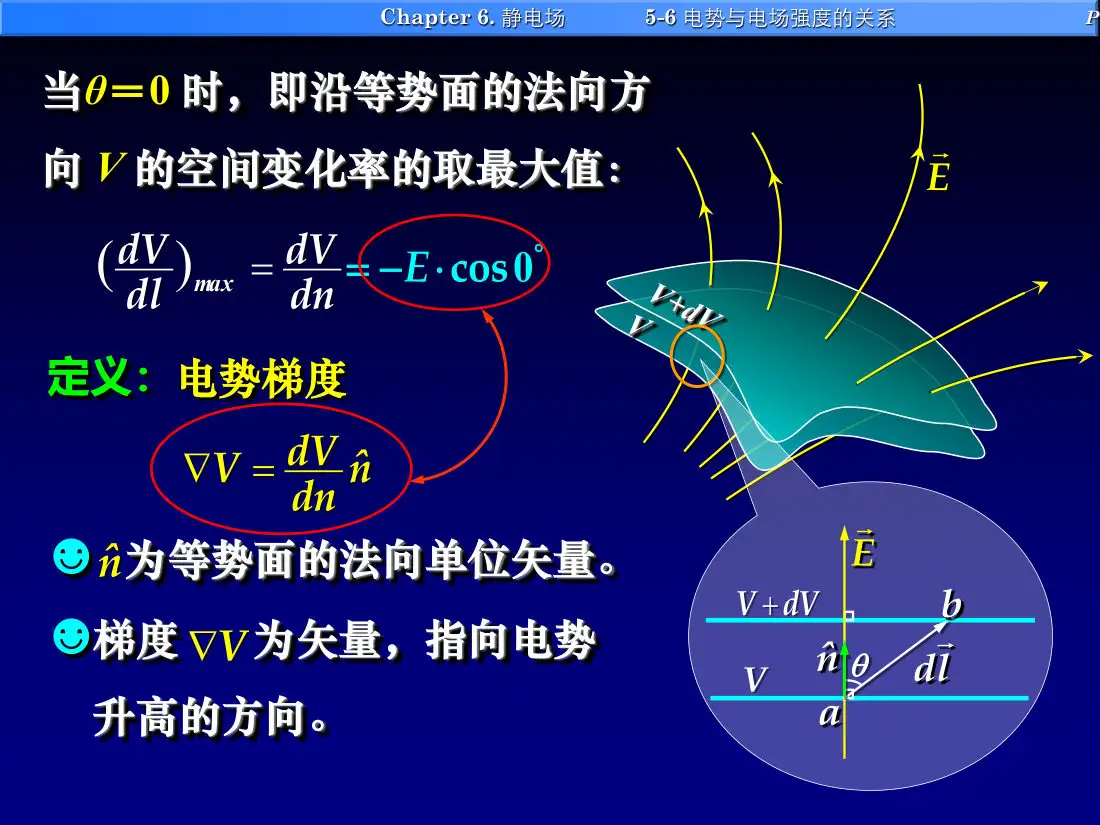 Chapter 6. 静电场 5-6 电势与电场强度的关系 P
当θ＝0 时，即沿等势面的法向方
向 V 的空间变化率的取最大值：
(dV/dl)max = dV/dn = −E·cos0°
定义：电势梯度
∇V = dV/dn n̂
n̂为等势面的法向单位矢量。
梯度 ∇V 为矢量，指向电势
升高的方向。
E⃗
V+dV
V
E⃗
V+dV
b
n̂
θ
dl⃗
V
a